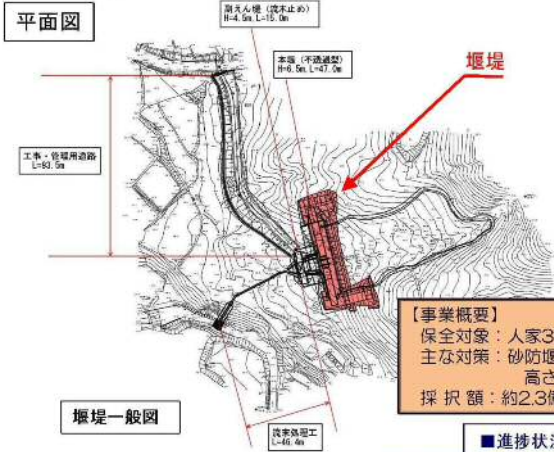 平面図
副えん堤（流木止め）
H=4.5m, L=15.0m
本堤（不透過型）
H=6.5m, L=47.0m
堰堤
工事・管理用道路
L=93.5m
【事業概要】
保全対象：人家3
主な対策：砂防堰
高さ
採択額：約2.3億
堰堤一般図
流末処理工
L=46.4m
■進捗状況